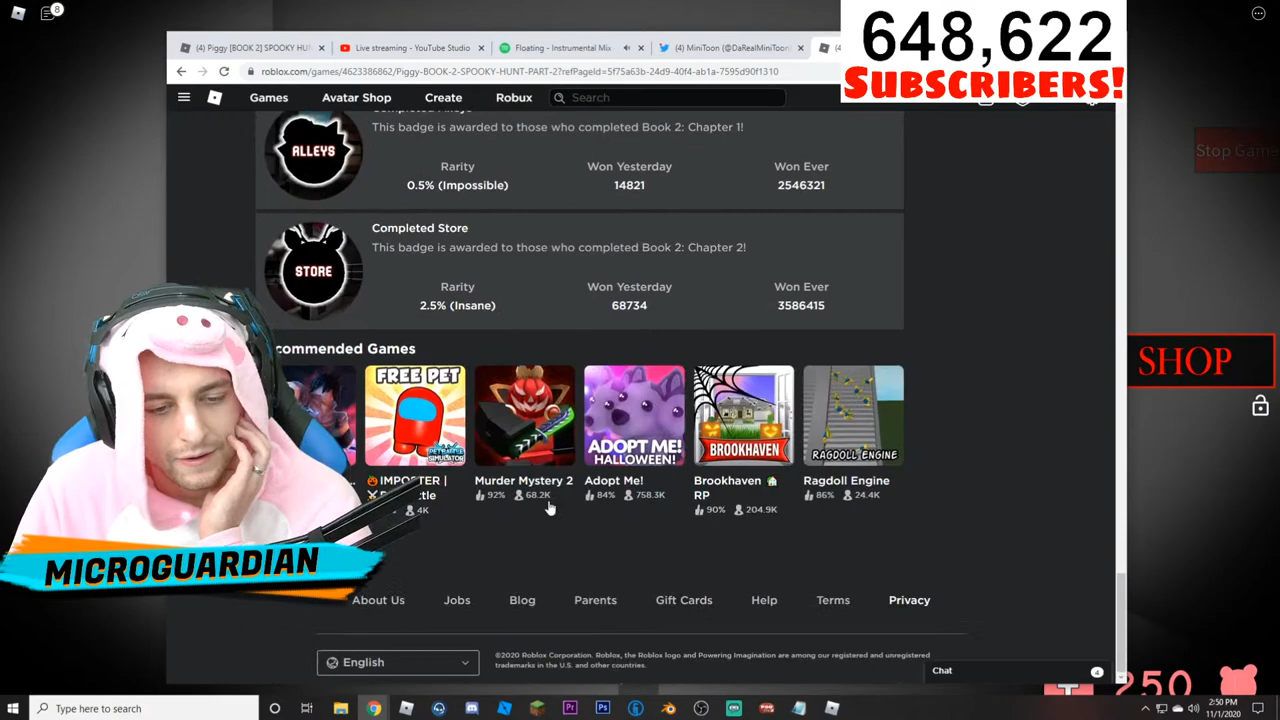 8
648,622
SUBSCRIBERS!
(4) Piggy [BOOK 2] SPOOKY HUN
Live streaming - YouTube Studio
Floating - Instrumental Mix
(4) MiniToon (@DaRealMiniToon)
roblox.com/games/4623386862/Piggy-BOOK-2-SPOOKY-HUNT-PART-2?refPageId=5f75a63b-24d9-40f4-ab1a-7595d90f1310
Games
Avatar Shop
Create
Robux
Search
Stop Game
This badge is awarded to those who completed Book 2: Chapter 1!
ALLEYS
Rarity
Won Yesterday
Won Ever
0.5% (Impossible)
14821
2546321
Completed Store
This badge is awarded to those who completed Book 2: Chapter 2!
STORE
Rarity
Won Yesterday
Won Ever
2.5% (Insane)
68734
3586415
commended Games
SHOP
FREE PET
ADOPT ME!
HALLOWEEN!
BROOKHAVEN
RAGDOLL ENGINE
IMPOSTER |
Murder Mystery 2
Adopt Me!
Brookhaven
RP
Ragdoll Engine
92%
68.2K
84%
758.3K
90%
204.9K
86%
24.4K
4K
MICROGUARDIAN
About Us
Jobs
Blog
Parents
Gift Cards
Help
Terms
Privacy
English
©2020 Roblox Corporation. Roblox, the Roblox logo and Powering Imagination are among our registered and unregistered
trademarks in the U.S. and other countries.
Chat
4
250
Type here to search
2:50 PM
11/1/2020